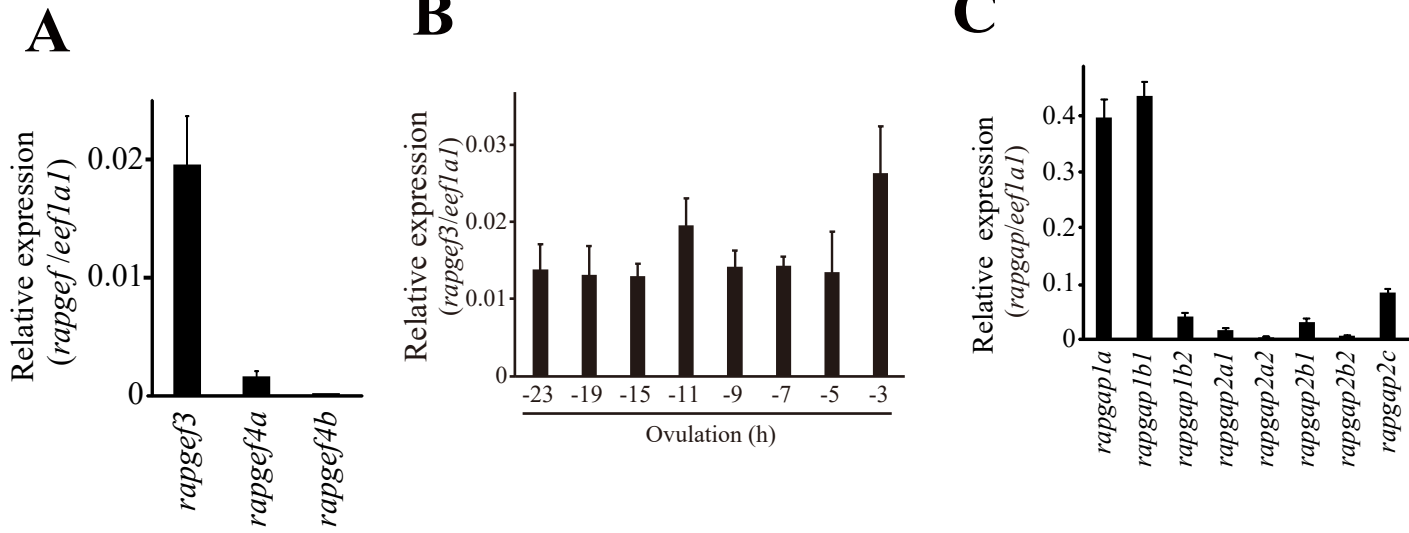 A
B
C
Relative expression
(rapgef /eef1a1)
0.02
0.01
0
rapgef3
rapgef4a
rapgef4b
Relative expression
(rapgef3/eef1a1)
0.03
0.02
0.01
0
-23 -19 -15 -11 -9 -7 -5 -3
Ovulation (h)
Relative expression
(rapgap/eef1a1)
0.4
0.3
0.2
0.1
0
rapgap1a
rapgap1b1
rapgap1b2
rapgap2a1
rapgap2a2
rapgap2b1
rapgap2b2
rapgap2c